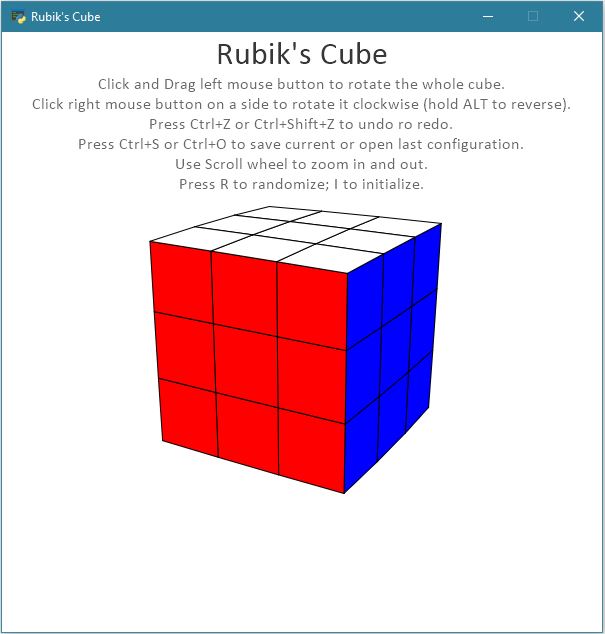 Rubik's Cube
Rubik's Cube
Click and Drag left mouse button to rotate the whole cube.
Click right mouse button on a side to rotate it clockwise (hold ALT to reverse).
Press Ctrl+Z or Ctrl+Shift+Z to undo ro redo.
Press Ctrl+S or Ctrl+O to save current or open last configuration.
Use Scroll wheel to zoom in and out.
Press R to randomize; I to initialize.